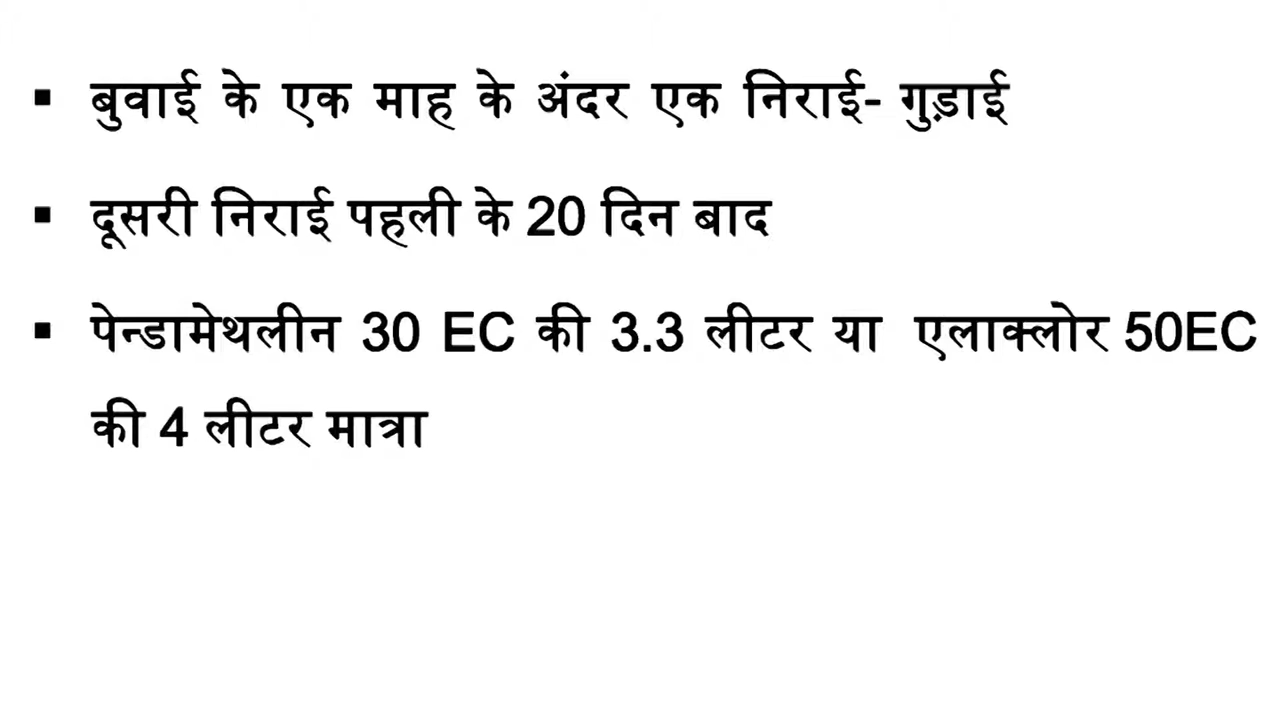 ▪ बुवाई के एक माह के अंदर एक निराई- गुड़ाई
▪ दूसरी निराई पहली के 20 दिन बाद
▪ पेन्डामेथलीन 30 EC की 3.3 लीटर या एलाक्लोर 50EC
की 4 लीटर मात्रा